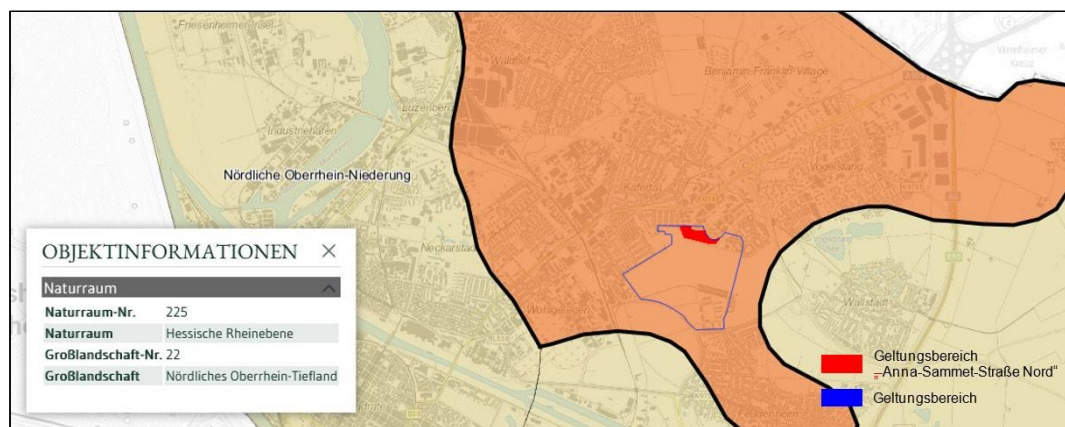 Friesenheimer Insel
Waldhof
Benjamin-Franklin-Village
Viernheimer
Kreuz
Luzenberg
Industriehafen
Vogelstang
Käfertal
Nördliche Oberrhein-Niederung
OBJEKTINFORMATIONEN
Neckarstadt
Naturraum
Wallstadt
Naturraum-Nr. 225
Naturraum Hessische Rheinebene
Wohlgelegen
Großlandschaft-Nr. 22
Großlandschaft Nördliches Oberrhein-Tiefland
Geltungsbereich
„Anna-Sammet-Straße Nord“
Geltungsbereich
Feudenheim